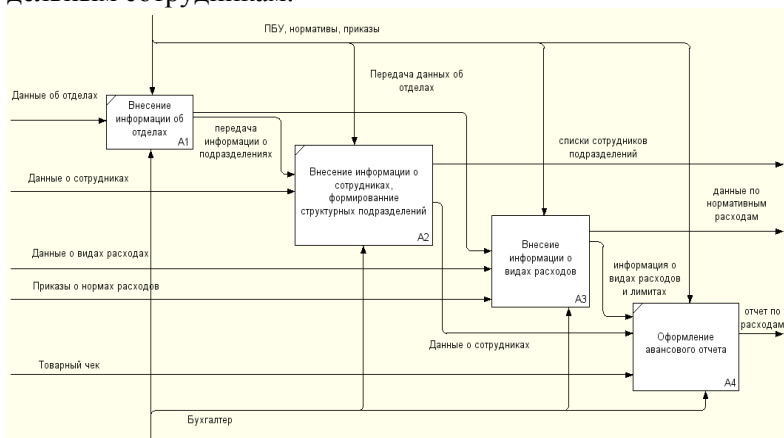 дельным сотрудникам.
ПБУ, нормативы, приказы
Данные об отделах
Внесение
информации об
отделах
A1
Передача данных об
отделах
передача
информации о
подразделениях
списки сотрудников
подразделений
Данные о сотрудниках
Внесение информации о
сотрудниках,
формирование
структурных подразделений
A2
данные по
нормативным
расходам
Данные о видах расходах
Внесеие
информации о
видах расходов
A3
информация о
видах расходов
и лимитах
Приказы о нормах расходов
отчет по
расходам
Оформление
авансового отчета
A4
Данные о сотрудниках
Товарный чек
Бухгалтер